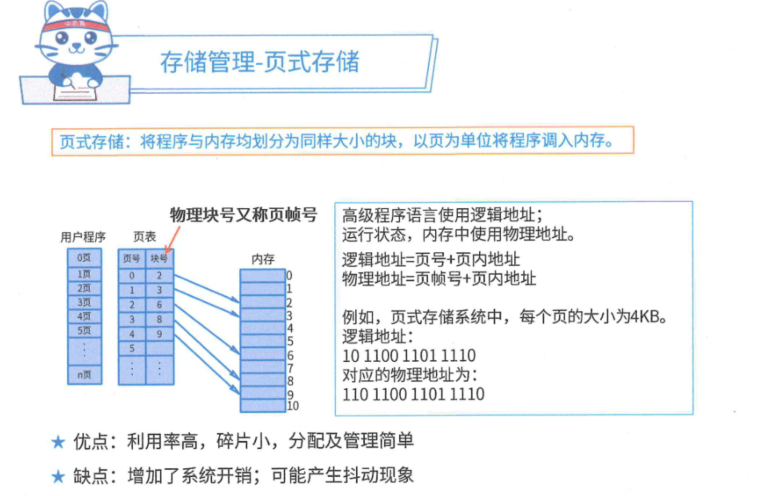 存储管理-页式存储
页式存储：将程序与内存均划分为同样大小的块，以页为单位将程序调入内存。
物理块号又称页帧号
用户程序
0页
1页
2页
3页
4页
5页
⋮
n页
页表
页号 块号
0 2
1 3
2 6
3 8
4 9
5
⋮ ⋮
内存
0
1
2
3
4
5
6
7
8
9
10
高级程序语言使用逻辑地址；
运行状态，内存中使用物理地址。
逻辑地址=页号+页内地址
物理地址=页帧号+页内地址
例如，页式存储系统中，每个页的大小为4KB。
逻辑地址：
10 1100 1101 1110
对应的物理地址为：
110 1100 1101 1110
★ 优点：利用率高，碎片小，分配及管理简单
★ 缺点：增加了系统开销；可能产生抖动现象